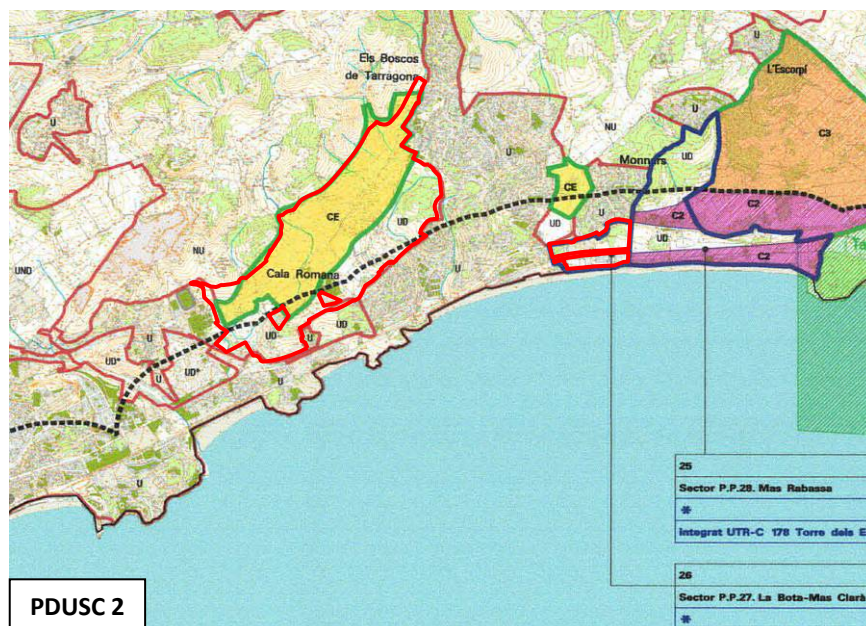 Els Boscos
de Tarragona
L'Escorpí
U
U
U
NU
C3
UD
Monnars
CE
CE
C2
C2
UD
U
UD
UD
NU
Cala Romana
C2
UND
U
U
UD
UD
U
UD*
UD*
U
U
U
25
Sector P.P.28. Mas Rabassa
*
Integrat UTR-C 178 Torre dels E
26
Sector P.P.27. La Bota-Mas Clarà
*
PDUSC 2